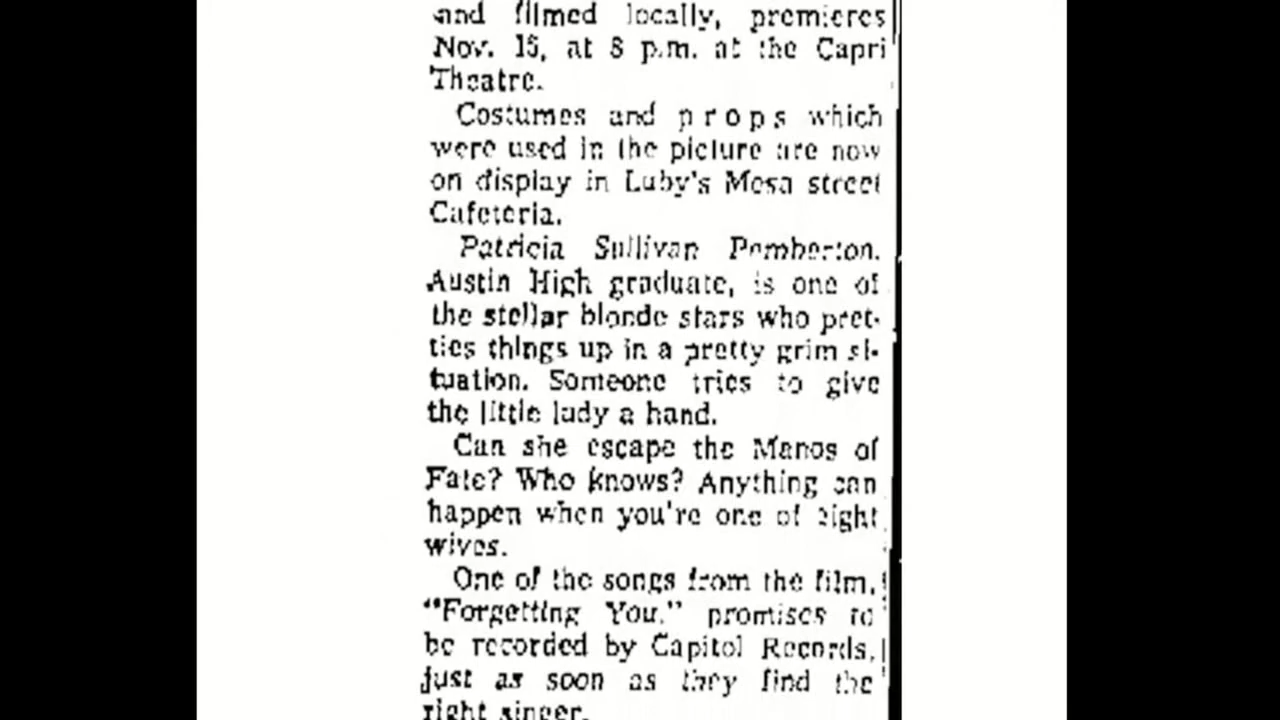 and filmed locally, premieres
Nov. 15, at 8 p.m. at the Capri
Theatre.
Costumes and props which
were used in the picture are now
on display in Luby's Mesa street
Cafeteria.
Patricia Sullivan Pemberton,
Austin High graduate, is one of
the stellar blonde stars who pret-
ties things up in a pretty grim si-
tuation. Someone tries to give
the little lady a hand.
Can she escape the Manos of
Fate? Who knows? Anything can
happen when you're one of eight
wives.
One of the songs from the film,
"Forgetting You," promises to
be recorded by Capitol Records,
just as soon as they find the
right singer.